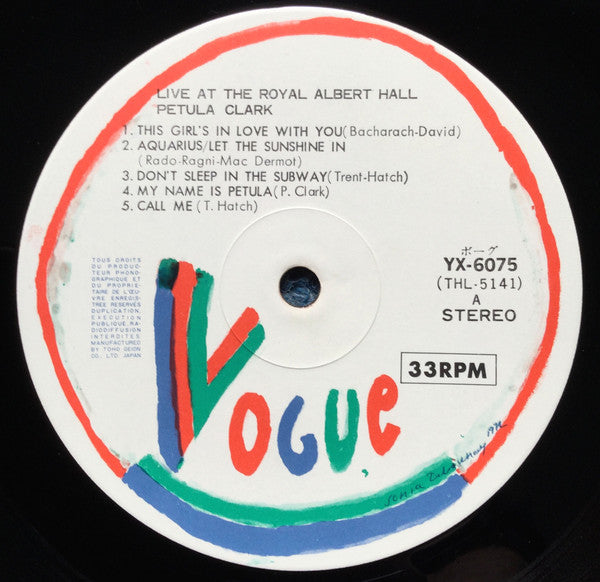 LIVE AT THE ROYAL ALBERT HALL
PETULA CLARK
1. THIS GIRL'S IN LOVE WITH YOU(Bacharach-David)
2. AQUARIUS/LET THE SUNSHINE IN
(Rado-Ragni-Mac Dermot)
3. DON'T SLEEP IN THE SUBWAY(Trent-Hatch)
4. MY NAME IS PETULA(P. Clark)
5. CALL ME(T. Hatch)
TOUS DROITS
DU PRODUC-
TEUR PHONO-
GRAPHIQUE ET
DU PROPRIE-
TAIRE DE L'ŒU-
VRE ENREGIS-
TREE RESERVES
DUPLICATION,
EXECUTION
PUBLIQUE, RA-
DIODIFFUSION
INTERDITES.
MANUFACTURED
BY TOHO GEION
CO., LTD. JAPAN
ボーグ
YX-6075
(THL-5141)
A
STEREO
33RPM
VOGUE
Sonia Delaunay